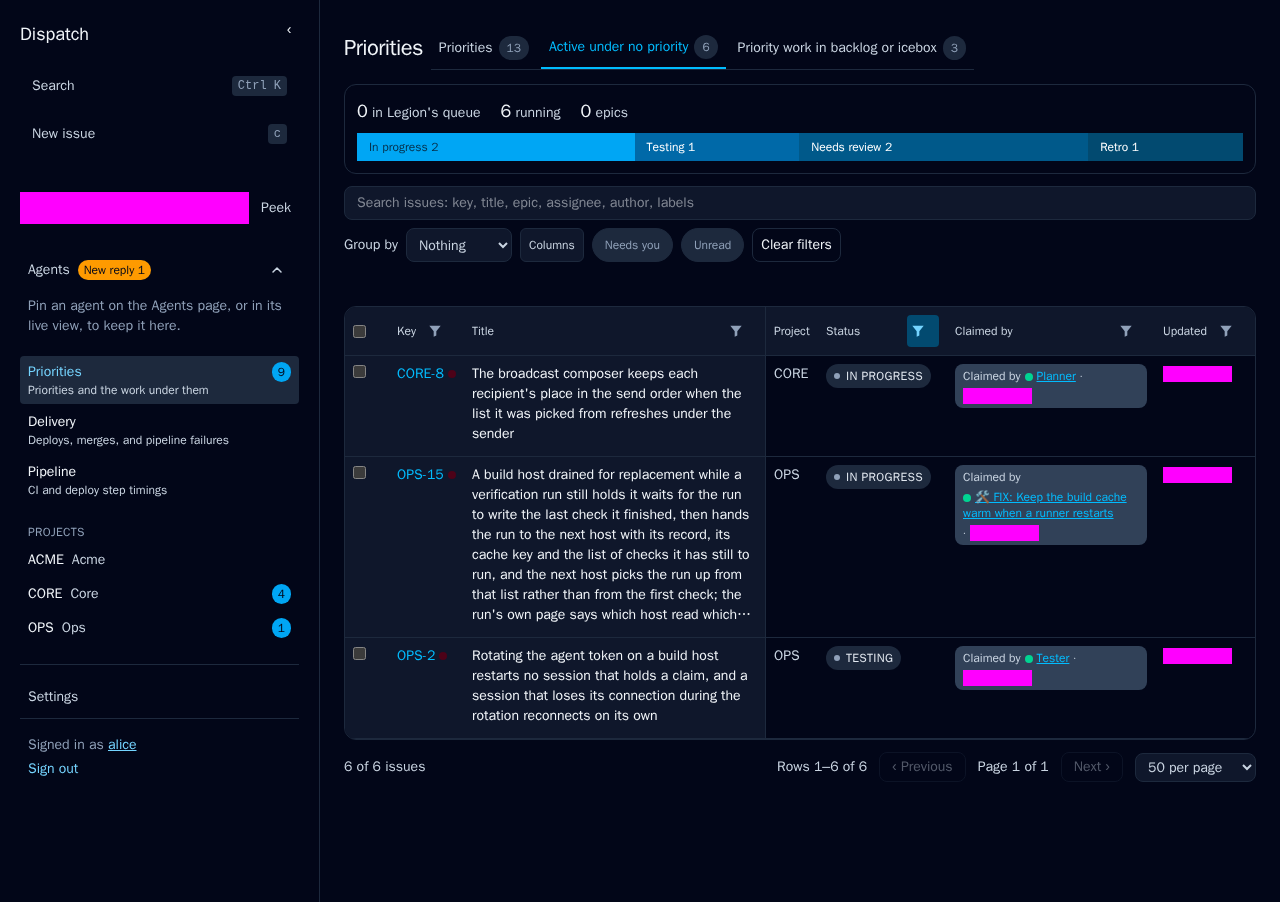 Dispatch
‹
Search
Ctrl K
New issue
C
Peek
Agents
New reply 1
Pin an agent on the Agents page, or in its
live view, to keep it here.
Priorities
9
Priorities and the work under them
Delivery
Deploys, merges, and pipeline failures
Pipeline
CI and deploy step timings
PROJECTS
ACME Acme
CORE Core
4
OPS Ops
1
Settings
Signed in as alice
Sign out
Priorities
Priorities 13
Active under no priority 6
Priority work in backlog or icebox 3
0 in Legion's queue
6 running
0 epics
In progress 2
Testing 1
Needs review 2
Retro 1
Search issues: key, title, epic, assignee, author, labels
Group by
Nothing
Columns
Needs you
Unread
Clear filters
Key
Title
Project
Status
Claimed by
Updated
CORE-8
The broadcast composer keeps each
recipient's place in the send order when the
list it was picked from refreshes under the
sender
CORE
IN PROGRESS
Claimed by Planner ·
OPS-15
A build host drained for replacement while a
verification run still holds it waits for the run
to write the last check it finished, then hands
the run to the next host with its record, its
cache key and the list of checks it has still to
run, and the next host picks the run up from
that list rather than from the first check; the
run's own page says which host read which…
OPS
IN PROGRESS
Claimed by
🛠️ FIX: Keep the build cache
warm when a runner restarts
·
OPS-2
Rotating the agent token on a build host
restarts no session that holds a claim, and a
session that loses its connection during the
rotation reconnects on its own
OPS
TESTING
Claimed by Tester ·
6 of 6 issues
Rows 1–6 of 6
‹ Previous
Page 1 of 1
Next ›
50 per page